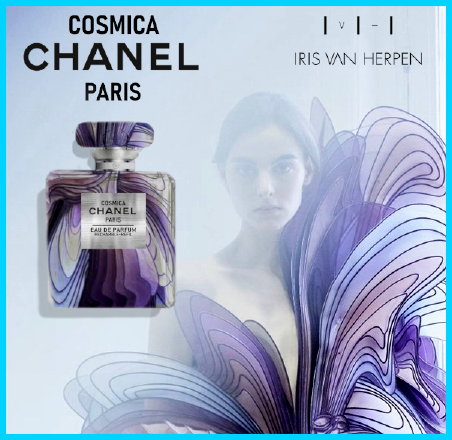 COSMICA
CHANEL
PARIS
IRIS VAN HERPEN
COSMICA
CHANEL
PARIS
EAU DE PARFUM